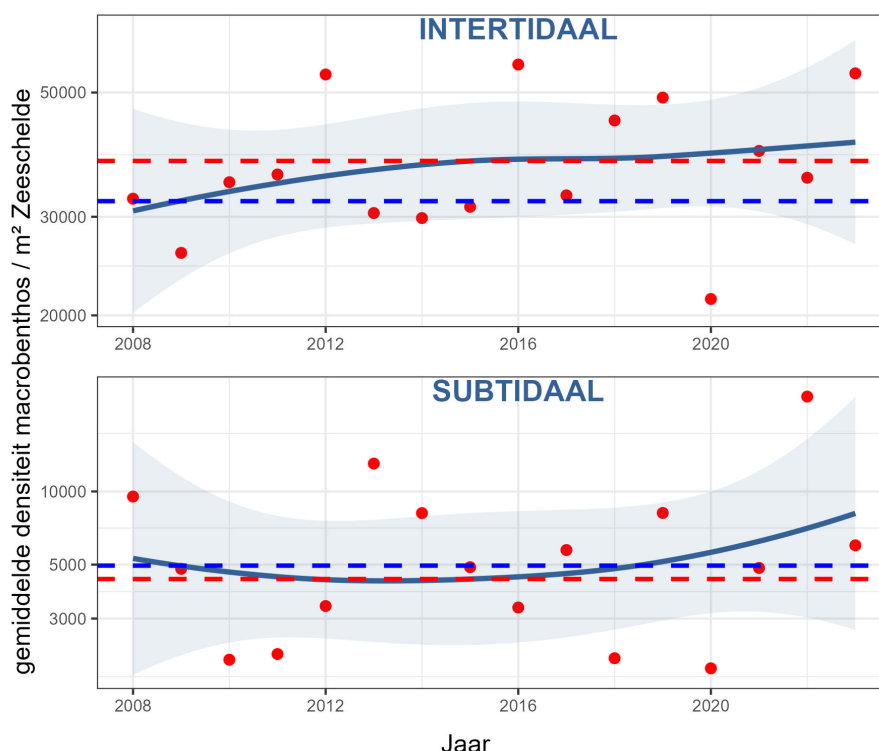 gemiddelde densiteit macrobenthos / m² Zeeschelde
INTERTIDAAL
50000
30000
20000
2008 2012 2016 2020
SUBTIDAAL
10000
5000
3000
2008 2012 2016 2020
Jaar